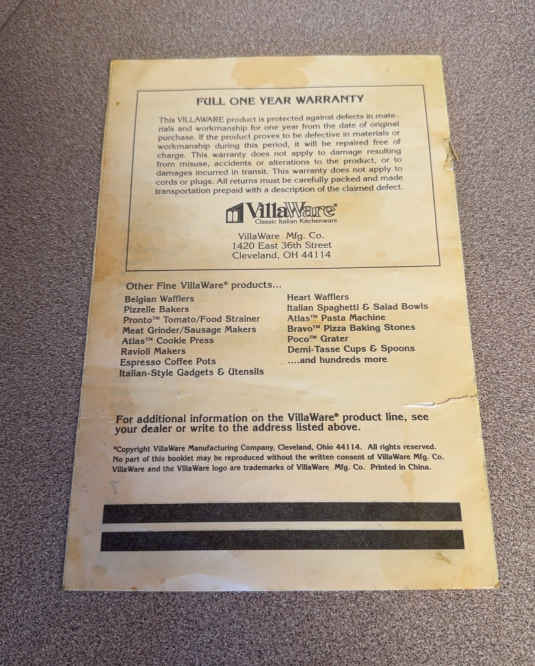 FULL ONE YEAR WARRANTY
This VILLAWARE product is protected against defects in mate-
rials and workmanship for one year from the date of original
purchase. If the product proves to be defective in materials or
workmanship during this period, it will be repaired free of
charge. This warranty does not apply to damage resulting
from misuse, accidents or alterations to the product, or to
damages incurred in transit. This warranty does not apply to
cords or plugs. All returns must be carefully packed and made
transportation prepaid with a description of the claimed defect.
VillaWare®
Classic Italian Kitchenware
VillaWare Mfg. Co.
1420 East 36th Street
Cleveland, OH 44114
Other Fine VillaWare® products...
Belgian Wafflers
Pizzelle Bakers
Pronto™ Tomato/Food Strainer
Meat Grinder/Sausage Makers
Atlas™ Cookie Press
Ravioli Makers
Espresso Coffee Pots
Italian-Style Gadgets & Utensils
Heart Wafflers
Italian Spaghetti & Salad Bowls
Atlas™ Pasta Machine
Bravo™ Pizza Baking Stones
Poco™ Grater
Demi-Tasse Cups & Spoons
....and hundreds more
For additional information on the VillaWare® product line, see
your dealer or write to the address listed above.
®Copyright VillaWare Manufacturing Company, Cleveland, Ohio 44114. All rights reserved.
No part of this booklet may be reproduced without the written consent of VillaWare Mfg. Co.
VillaWare and the VillaWare logo are trademarks of VillaWare Mfg. Co. Printed in China.